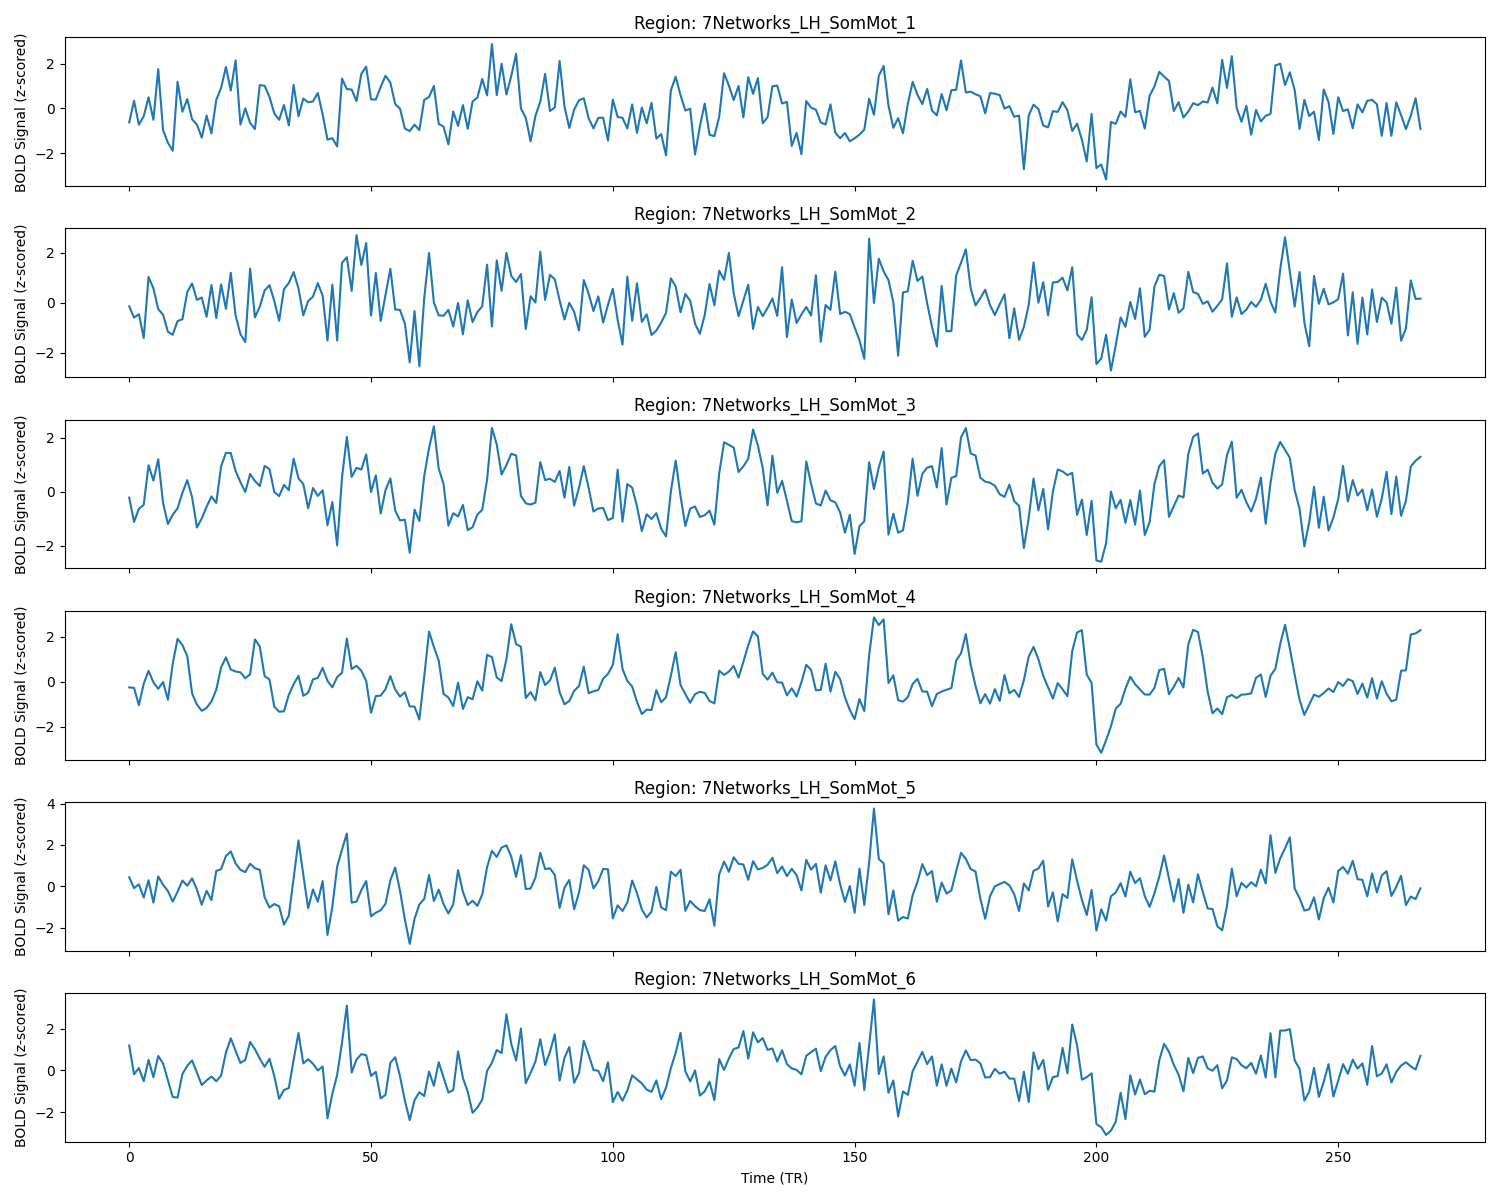 Region: 7Networks_LH_SomMot_1
BOLD Signal (z-scored)
2
0
−2
Region: 7Networks_LH_SomMot_2
BOLD Signal (z-scored)
2
0
−2
Region: 7Networks_LH_SomMot_3
BOLD Signal (z-scored)
2
0
−2
Region: 7Networks_LH_SomMot_4
BOLD Signal (z-scored)
2
0
−2
Region: 7Networks_LH_SomMot_5
BOLD Signal (z-scored)
4
2
0
−2
Region: 7Networks_LH_SomMot_6
BOLD Signal (z-scored)
2
0
−2
0 50 100 150 200 250
Time (TR)